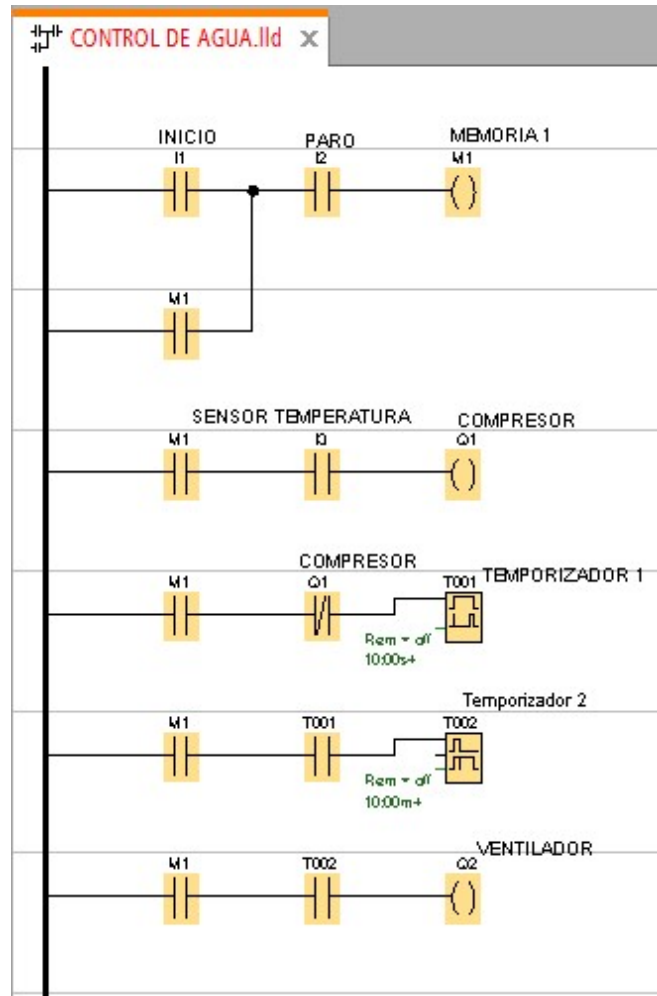 CONTROL DE AGUA.lld
INICIO PARO MEMORIA 1
I1 I2 M1
M1
SENSOR TEMPERATURA COMPRESOR
M1 I3 Q1
COMPRESOR
M1 Q1 T001 TEMPORIZADOR 1
Rem = off
10:00s+
Temporizador 2
M1 T001 T002
Rem = off
10:00m+
VENTILADOR
M1 T002 Q2